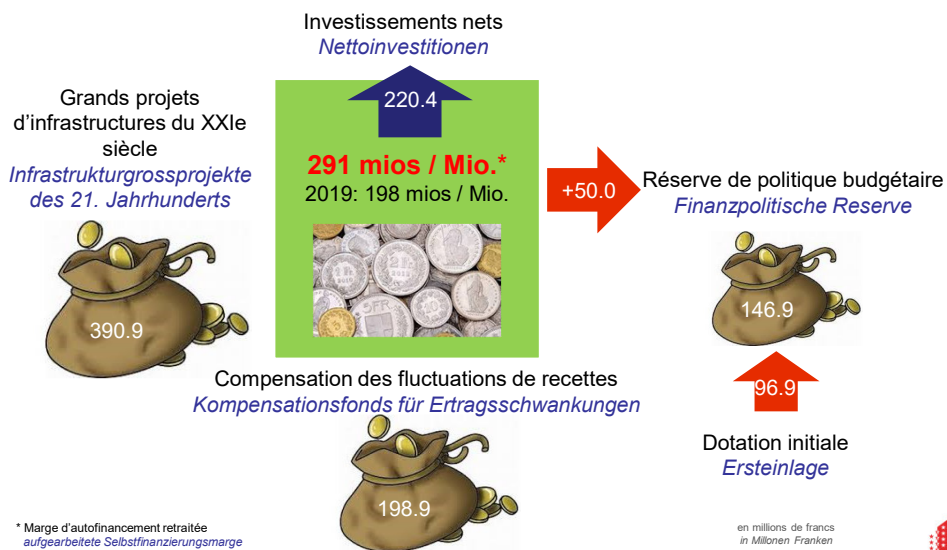 Investissements nets
Nettoinvestitionen
220.4
Grands projets
d'infrastructures du XXIe
siècle
Infrastrukturgrossprojekte
des 21. Jahrhunderts
390.9
291 mios / Mio.*
2019: 198 mios / Mio.
+50.0
Réserve de politique budgétaire
Finanzpolitische Reserve
146.9
96.9
Dotation initiale
Ersteinlage
Compensation des fluctuations de recettes
Kompensationsfonds für Ertragsschwankungen
198.9
* Marge d'autofinancement retraitée
aufgearbeitete Selbstfinanzierungsmarge
en millions de francs
in Millonen Franken